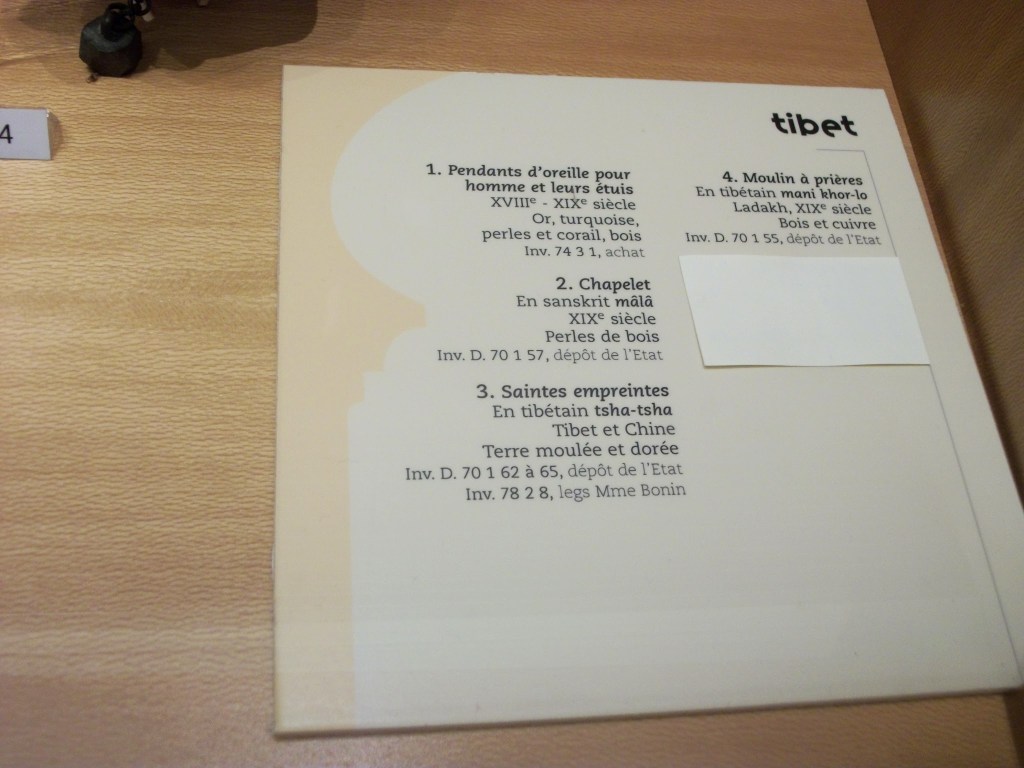 4
tibet
1. Pendants d'oreille pour
homme et leurs étuis
XVIIIe - XIXe siècle
Or, turquoise,
perles et corail, bois
Inv. 74 3 1, achat
2. Chapelet
En sanskrit mâlâ
XIXe siècle
Perles de bois
Inv. D. 70 1 57, dépôt de l'Etat
3. Saintes empreintes
En tibétain tsha-tsha
Tibet et Chine
Terre moulée et dorée
Inv. D. 70 1 62 à 65, dépôt de l'Etat
Inv. 78 2 8, legs Mme Bonin
4. Moulin à prières
En tibétain mani khor-lo
Ladakh, XIXe siècle
Bois et cuivre
Inv. D. 70 1 55, dépôt de l'Etat